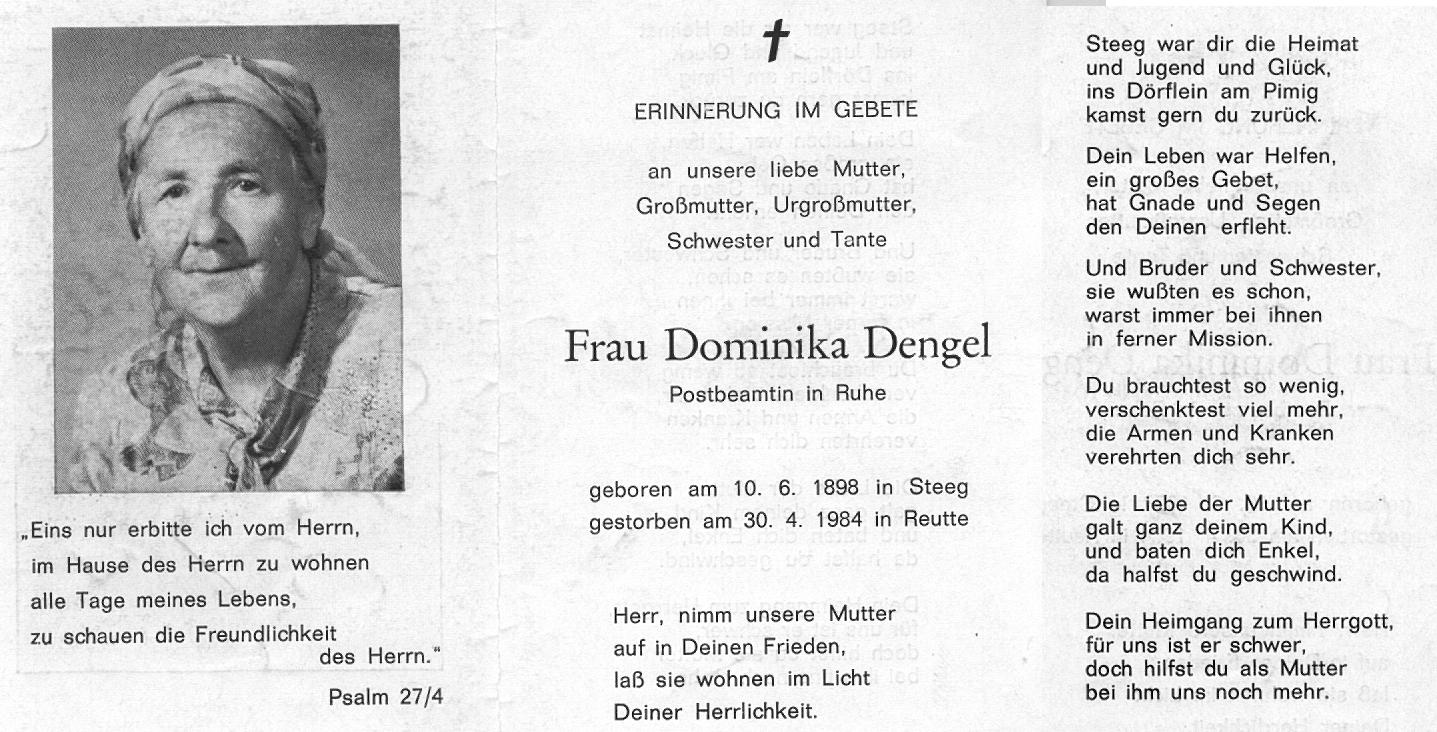 „Eins nur erbitte ich vom Herrn,
im Hause des Herrn zu wohnen
alle Tage meines Lebens,
zu schauen die Freundlichkeit
des Herrn.“
Psalm 27/4
ERINNERUNG IM GEBETE
an unsere liebe Mutter,
Großmutter, Urgroßmutter,
Schwester und Tante
Frau Dominika Dengel
Postbeamtin in Ruhe
geboren am 10. 6. 1898 in Steeg
gestorben am 30. 4. 1984 in Reutte
Herr, nimm unsere Mutter
auf in Deinen Frieden,
laß sie wohnen im Licht
Deiner Herrlichkeit.
Steeg war dir die Heimat
und Jugend und Glück,
ins Dörflein am Pimig
kamst gern du zurück.
Dein Leben war Helfen,
ein großes Gebet,
hat Gnade und Segen
den Deinen erfleht.
Und Bruder und Schwester,
sie wußten es schon,
warst immer bei ihnen
in ferner Mission.
Du brauchtest so wenig,
verschenktest viel mehr,
die Armen und Kranken
verehrten dich sehr.
Die Liebe der Mutter
galt ganz deinem Kind,
und baten dich Enkel,
da halfst du geschwind.
Dein Heimgang zum Herrgott,
für uns ist er schwer,
doch hilfst du als Mutter
bei ihm uns noch mehr.